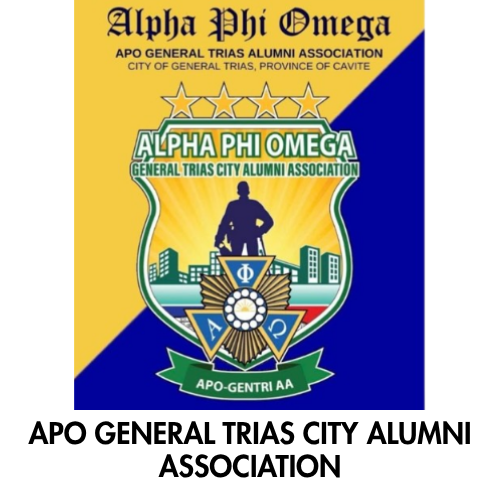 Alpha Phi Omega
APO GENERAL TRIAS ALUMNI ASSOCIATION
CITY OF GENERAL TRIAS, PROVINCE OF CAVITE
ALPHA PHI OMEGA
GENERAL TRIAS CITY ALUMNI ASSOCIATION
Φ
Α Ω
APO-GENTRI AA
APO GENERAL TRIAS CITY ALUMNI
ASSOCIATION